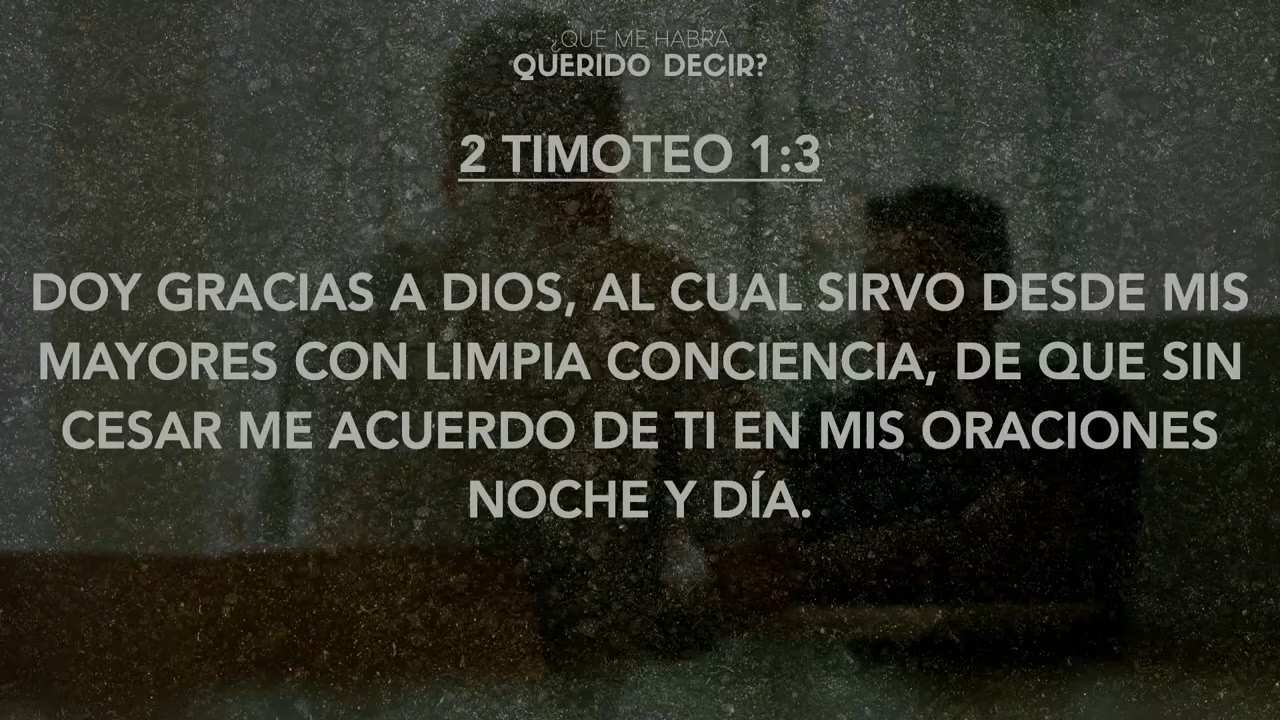 ¿QUE ME HABRÁ
QUERIDO DECIR?
2 TIMOTEO 1:3
DOY GRACIAS A DIOS, AL CUAL SIRVO DESDE MIS
MAYORES CON LIMPIA CONCIENCIA, DE QUE SIN
CESAR ME ACUERDO DE TI EN MIS ORACIONES
NOCHE Y DÍA.